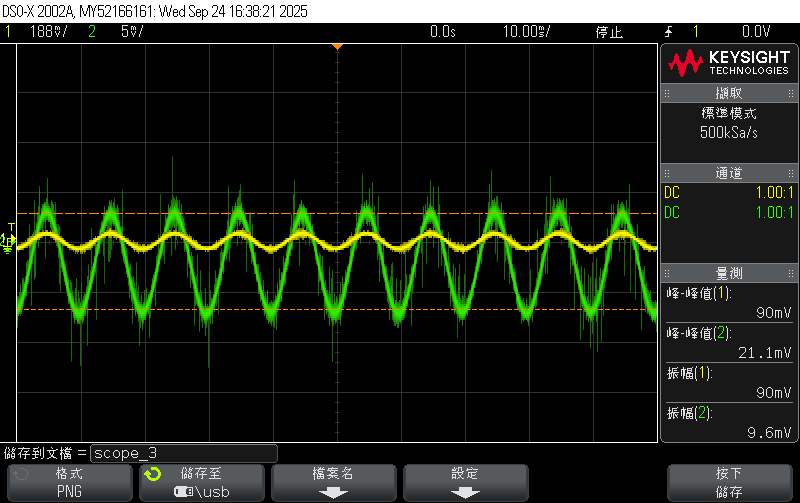 DSO-X 2002A, MY52166161: Wed Sep 24 16:38:21 2025
1 188mV/ 2 5mV/ 0.0s 10.00ms/ 停止 1 0.0V
KEYSIGHT
TECHNOLOGIES
擷取
標準模式
500kSa/s
通道
DC 1.00:1
DC 1.00:1
量測
峰-峰值(1):
90mV
峰-峰值(2):
21.1mV
振幅(1):
90mV
振幅(2):
9.6mV
儲存到文檔 = scope_3
格式
PNG
儲存至
\usb
檔案名
設定
按下
儲存